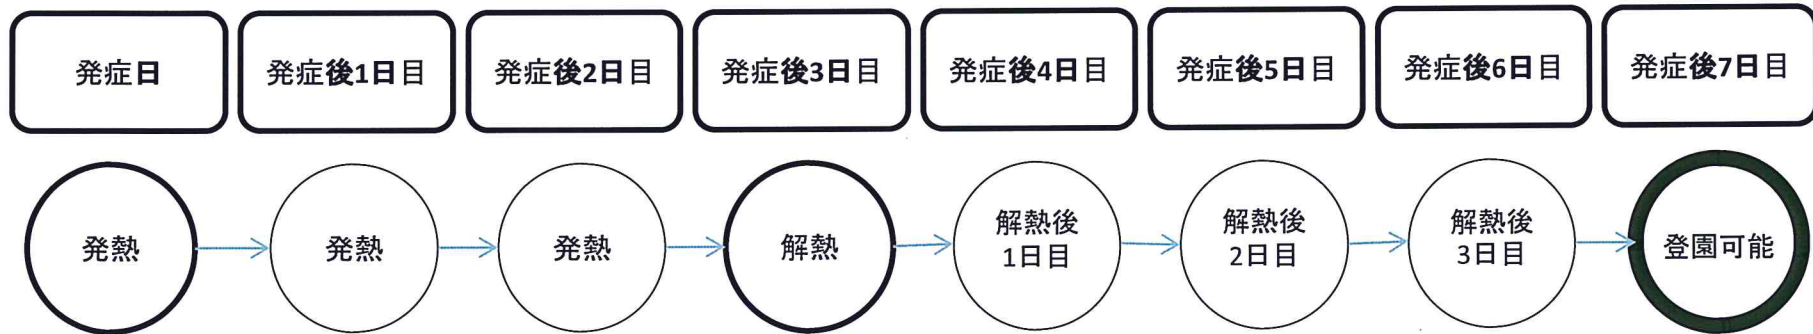 発症日 発症後1日目 発症後2日目 発症後3日目 発症後4日目 発症後5日目 発症後6日目 発症後7日目
発熱
発熱
発熱
解熱
解熱後
1日目
解熱後
2日目
解熱後
3日目
登園可能